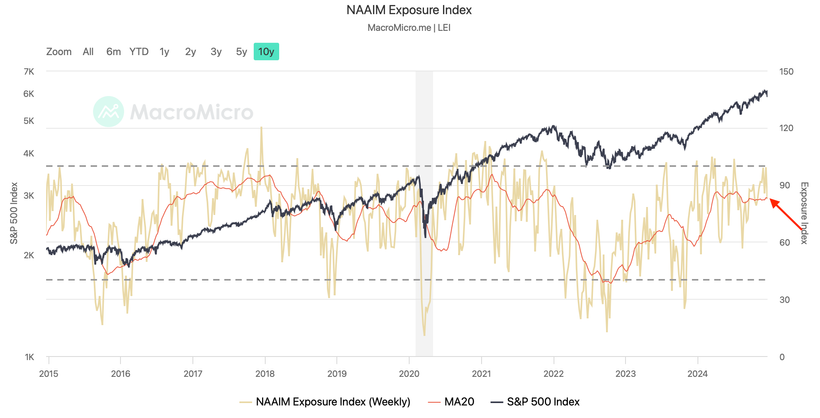 NAAIM Exposure Index
MacroMicro.me | LEI
Zoom All 6m YTD 1y 2y 3y 5y 10y
7K 150
6K
5K 120
4K
90
3K
60
2K
30
1K 0
S&P 500 Index
Exposure Index
MacroMicro
2015 2016 2017 2018 2019 2020 2021 2022 2023 2024
NAAIM Exposure Index (Weekly) MA20 S&P 500 Index